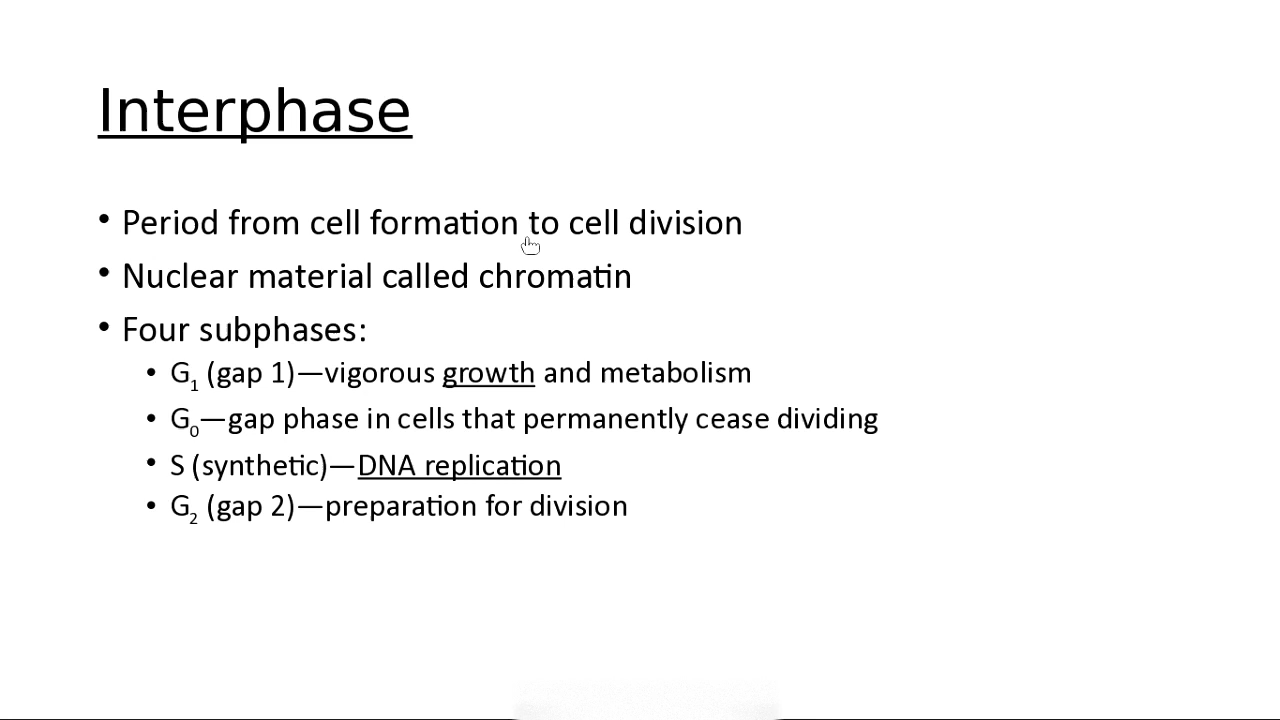 Interphase
• Period from cell formation to cell division
• Nuclear material called chromatin
• Four subphases:
• G₁ (gap 1)—vigorous growth and metabolism
• G₀—gap phase in cells that permanently cease dividing
• S (synthetic)—DNA replication
• G₂ (gap 2)—preparation for division